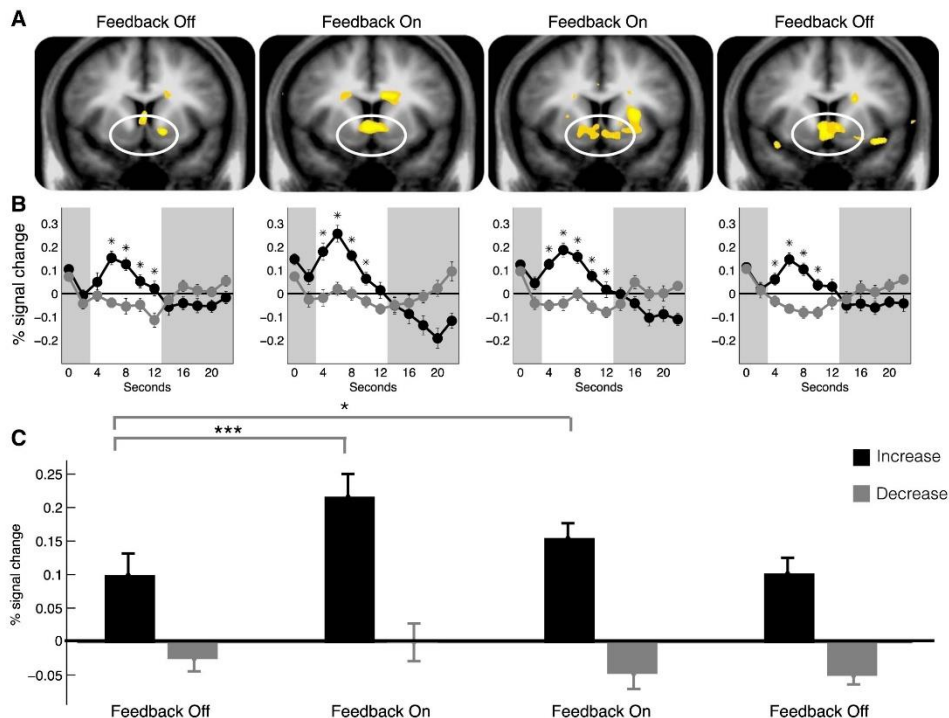 A
Feedback Off
Feedback On
Feedback On
Feedback Off
B
% signal change
0.3
0.2
0.1
0
−0.1
−0.2
0 4 8 12 16 20
Seconds
0.3
0.2
0.1
0
−0.1
−0.2
0 4 8 12 16 20
Seconds
0.3
0.2
0.1
0
−0.1
−0.2
0 4 8 12 16 20
Seconds
0.3
0.2
0.1
0
−0.1
−0.2
0 4 8 12 16 20
Seconds
*
***
C
Increase
Decrease
% signal change
0.25
0.2
0.15
0.1
0.05
0
−0.05
Feedback Off
Feedback On
Feedback On
Feedback Off